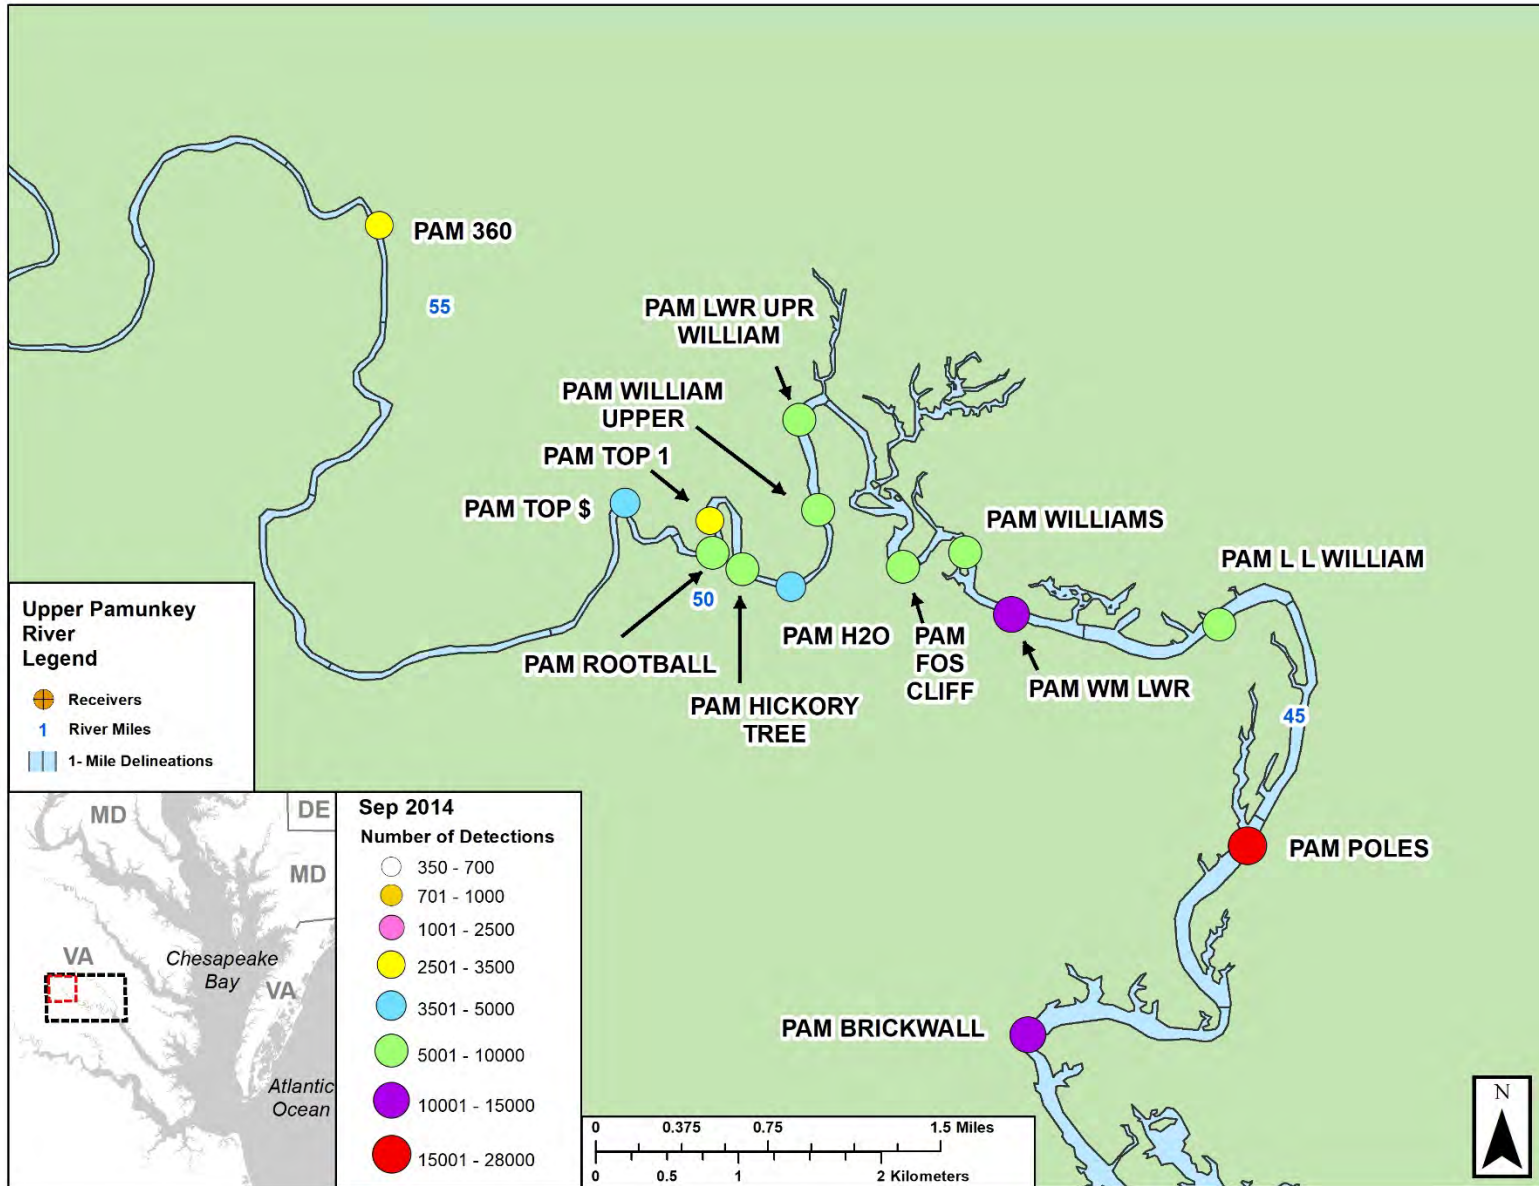 PAM 360
55
PAM LWR UPR
WILLIAM
PAM WILLIAM
UPPER
PAM TOP 1
PAM TOP $
PAM WILLIAMS
PAM L L WILLIAM
50
PAM ROOTBALL
PAM H2O
PAM
FOS
CLIFF
PAM WM LWR
PAM HICKORY
TREE
45
PAM POLES
PAM BRICKWALL
Upper Pamunkey
River
Legend
Receivers
1 River Miles
1- Mile Delineations
MD
DE
MD
VA
Chesapeake
Bay
VA
Atlantic
Ocean
Sep 2014
Number of Detections
350 - 700
701 - 1000
1001 - 2500
2501 - 3500
3501 - 5000
5001 - 10000
10001 - 15000
15001 - 28000
0 0.375 0.75 1.5 Miles
0 0.5 1 2 Kilometers
N